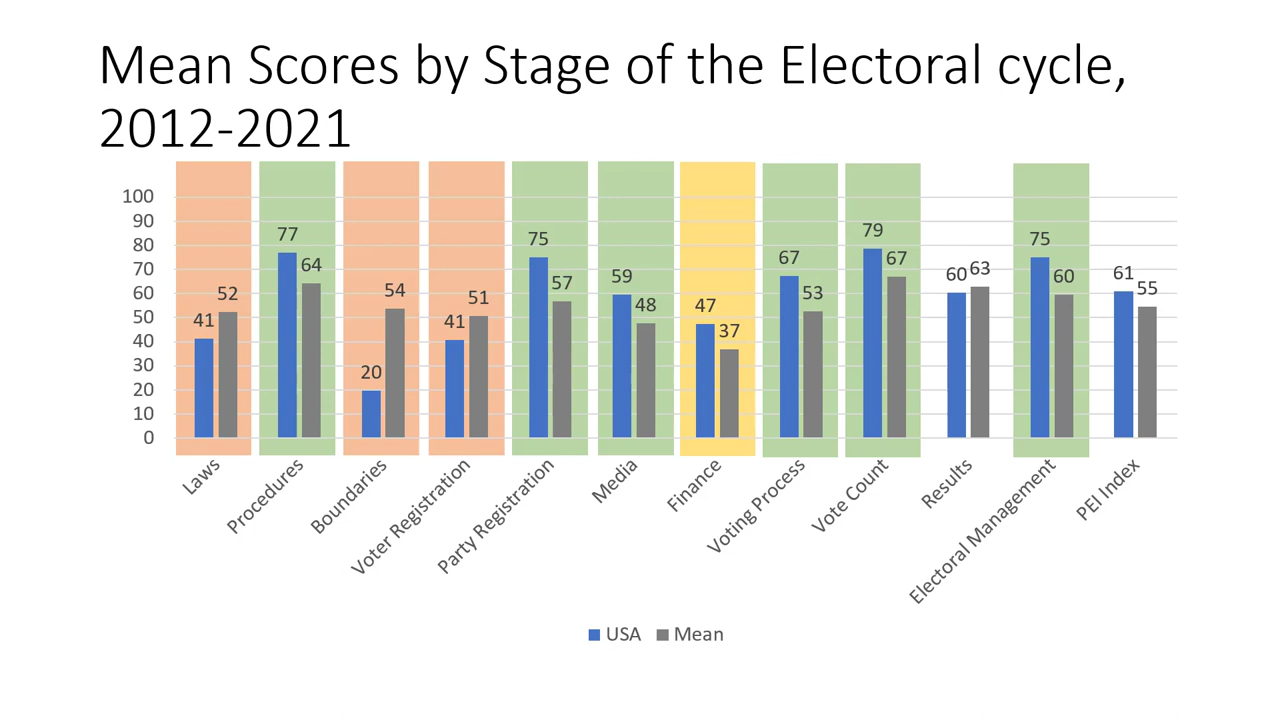 Mean Scores by Stage of the Electoral cycle,
2012-2021
100
90
80
70
60
50
40
30
20
10
0
41
52
77
64
20
54
41
51
75
57
59
48
47
37
67
53
79
67
60
63
75
60
61
55
Laws
Procedures
Boundaries
Voter Registration
Party Registration
Media
Finance
Voting Process
Vote Count
Results
Electoral Management
PEI Index
USA
Mean